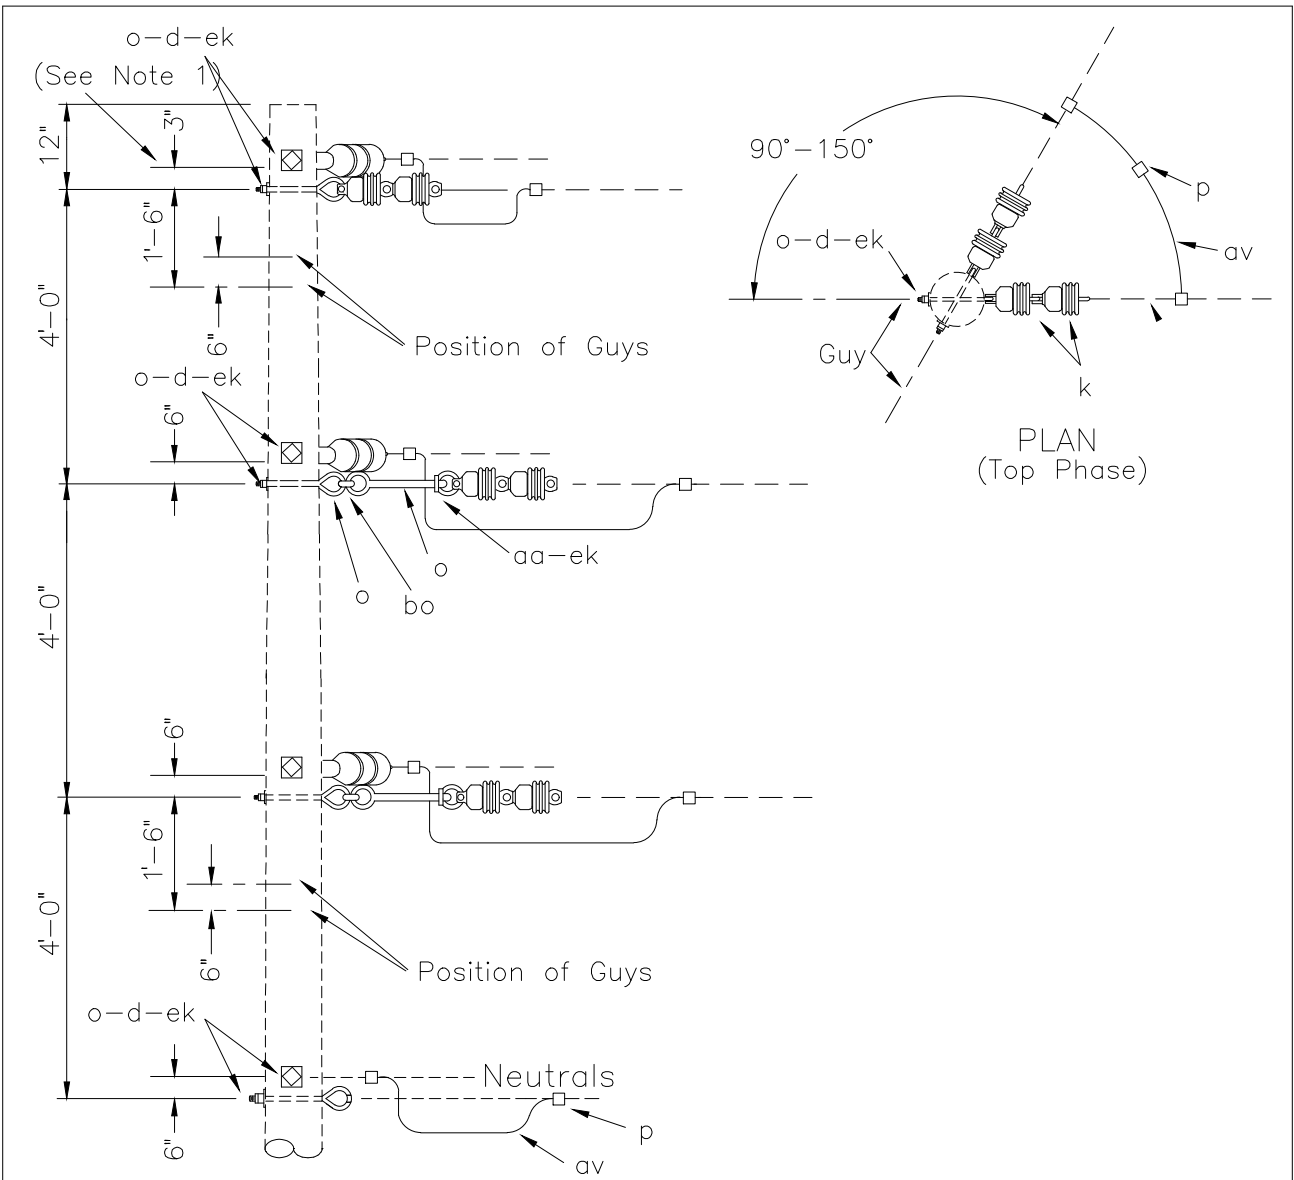 o-d-ek
(See Note 1)
12"
3"
1'-6"
4'-0"
6"
Position of Guys
o-d-ek
6"
aa-ek
o
o
bo
4'-0"
6"
1'-6"
4'-0"
6"
Position of Guys
o-d-ek
Neutrals
6"
p
av
90°-150°
p
o-d-ek
av
Guy
k
PLAN
(Top Phase)